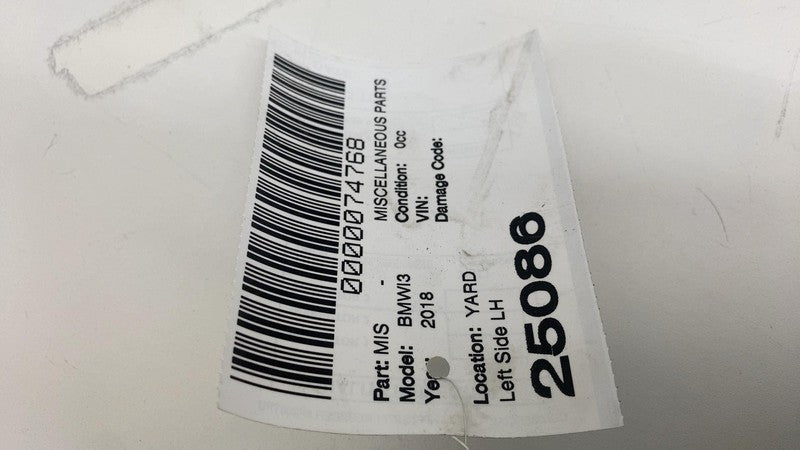 0000074768
Part: MIS - MISCELLANEOUS PARTS
Model: BMWI3 Condition: 0cc
2018 VIN:
Damage Code:
Location: YARD
Left Side LH
25086